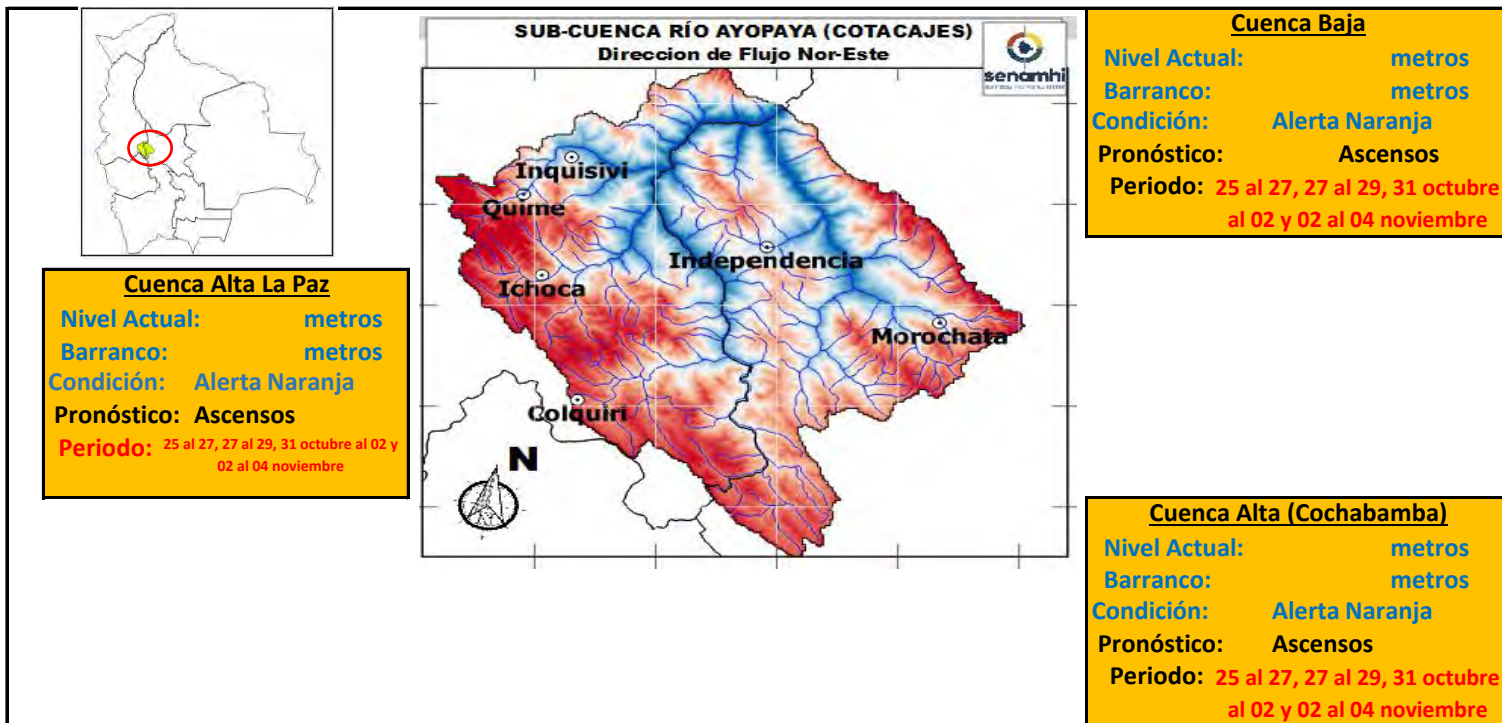 SUB-CUENCA RÍO AYOPAYA (COTACAJES)
Direccion de Flujo Nor-Este
senamhi
Inquisivi
Quime
Independencia
Ichoca
Morochata
Colquiri
N
Cuenca Baja
Nivel Actual: metros
Barranco: metros
Condición: Alerta Naranja
Pronóstico: Ascensos
Periodo: 25 al 27, 27 al 29, 31 octubre
al 02 y 02 al 04 noviembre
Cuenca Alta La Paz
Nivel Actual: metros
Barranco: metros
Condición: Alerta Naranja
Pronóstico: Ascensos
Periodo: 25 al 27, 27 al 29, 31 octubre al 02 y
02 al 04 noviembre
Cuenca Alta (Cochabamba)
Nivel Actual: metros
Barranco: metros
Condición: Alerta Naranja
Pronóstico: Ascensos
Periodo: 25 al 27, 27 al 29, 31 octubre
al 02 y 02 al 04 noviembre